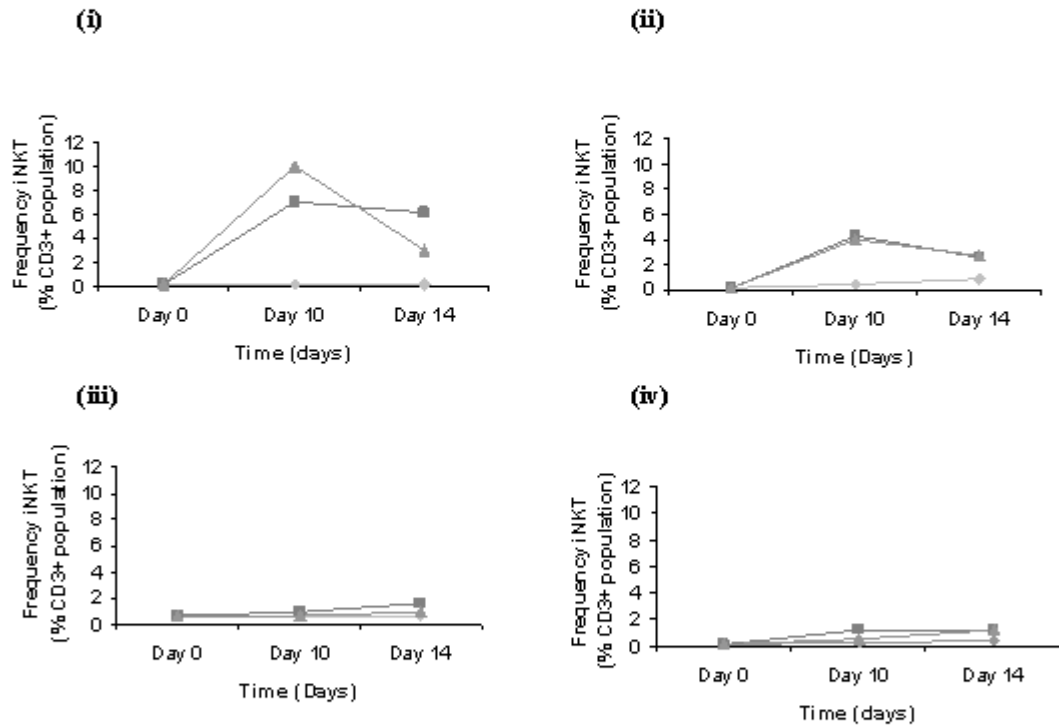 (i)
Frequency iNKT
(% CD3+ population)
12
10
8
6
4
2
0
Day 0 Day 10 Day 14
Time (days)
(ii)
Frequency iNKT
(% CD3+ population)
12
10
8
6
4
2
0
Day 0 Day 10 Day 14
Time (Days)
(iii)
Frequency iNKT
(% CD3+ population)
12
10
8
6
4
2
0
Day 0 Day 10 Day 14
Time (Days)
(iv)
Frequency iNKT
(% CD3+ population)
12
10
8
6
4
2
0
Day 0 Day 10 Day 14
Time (days)